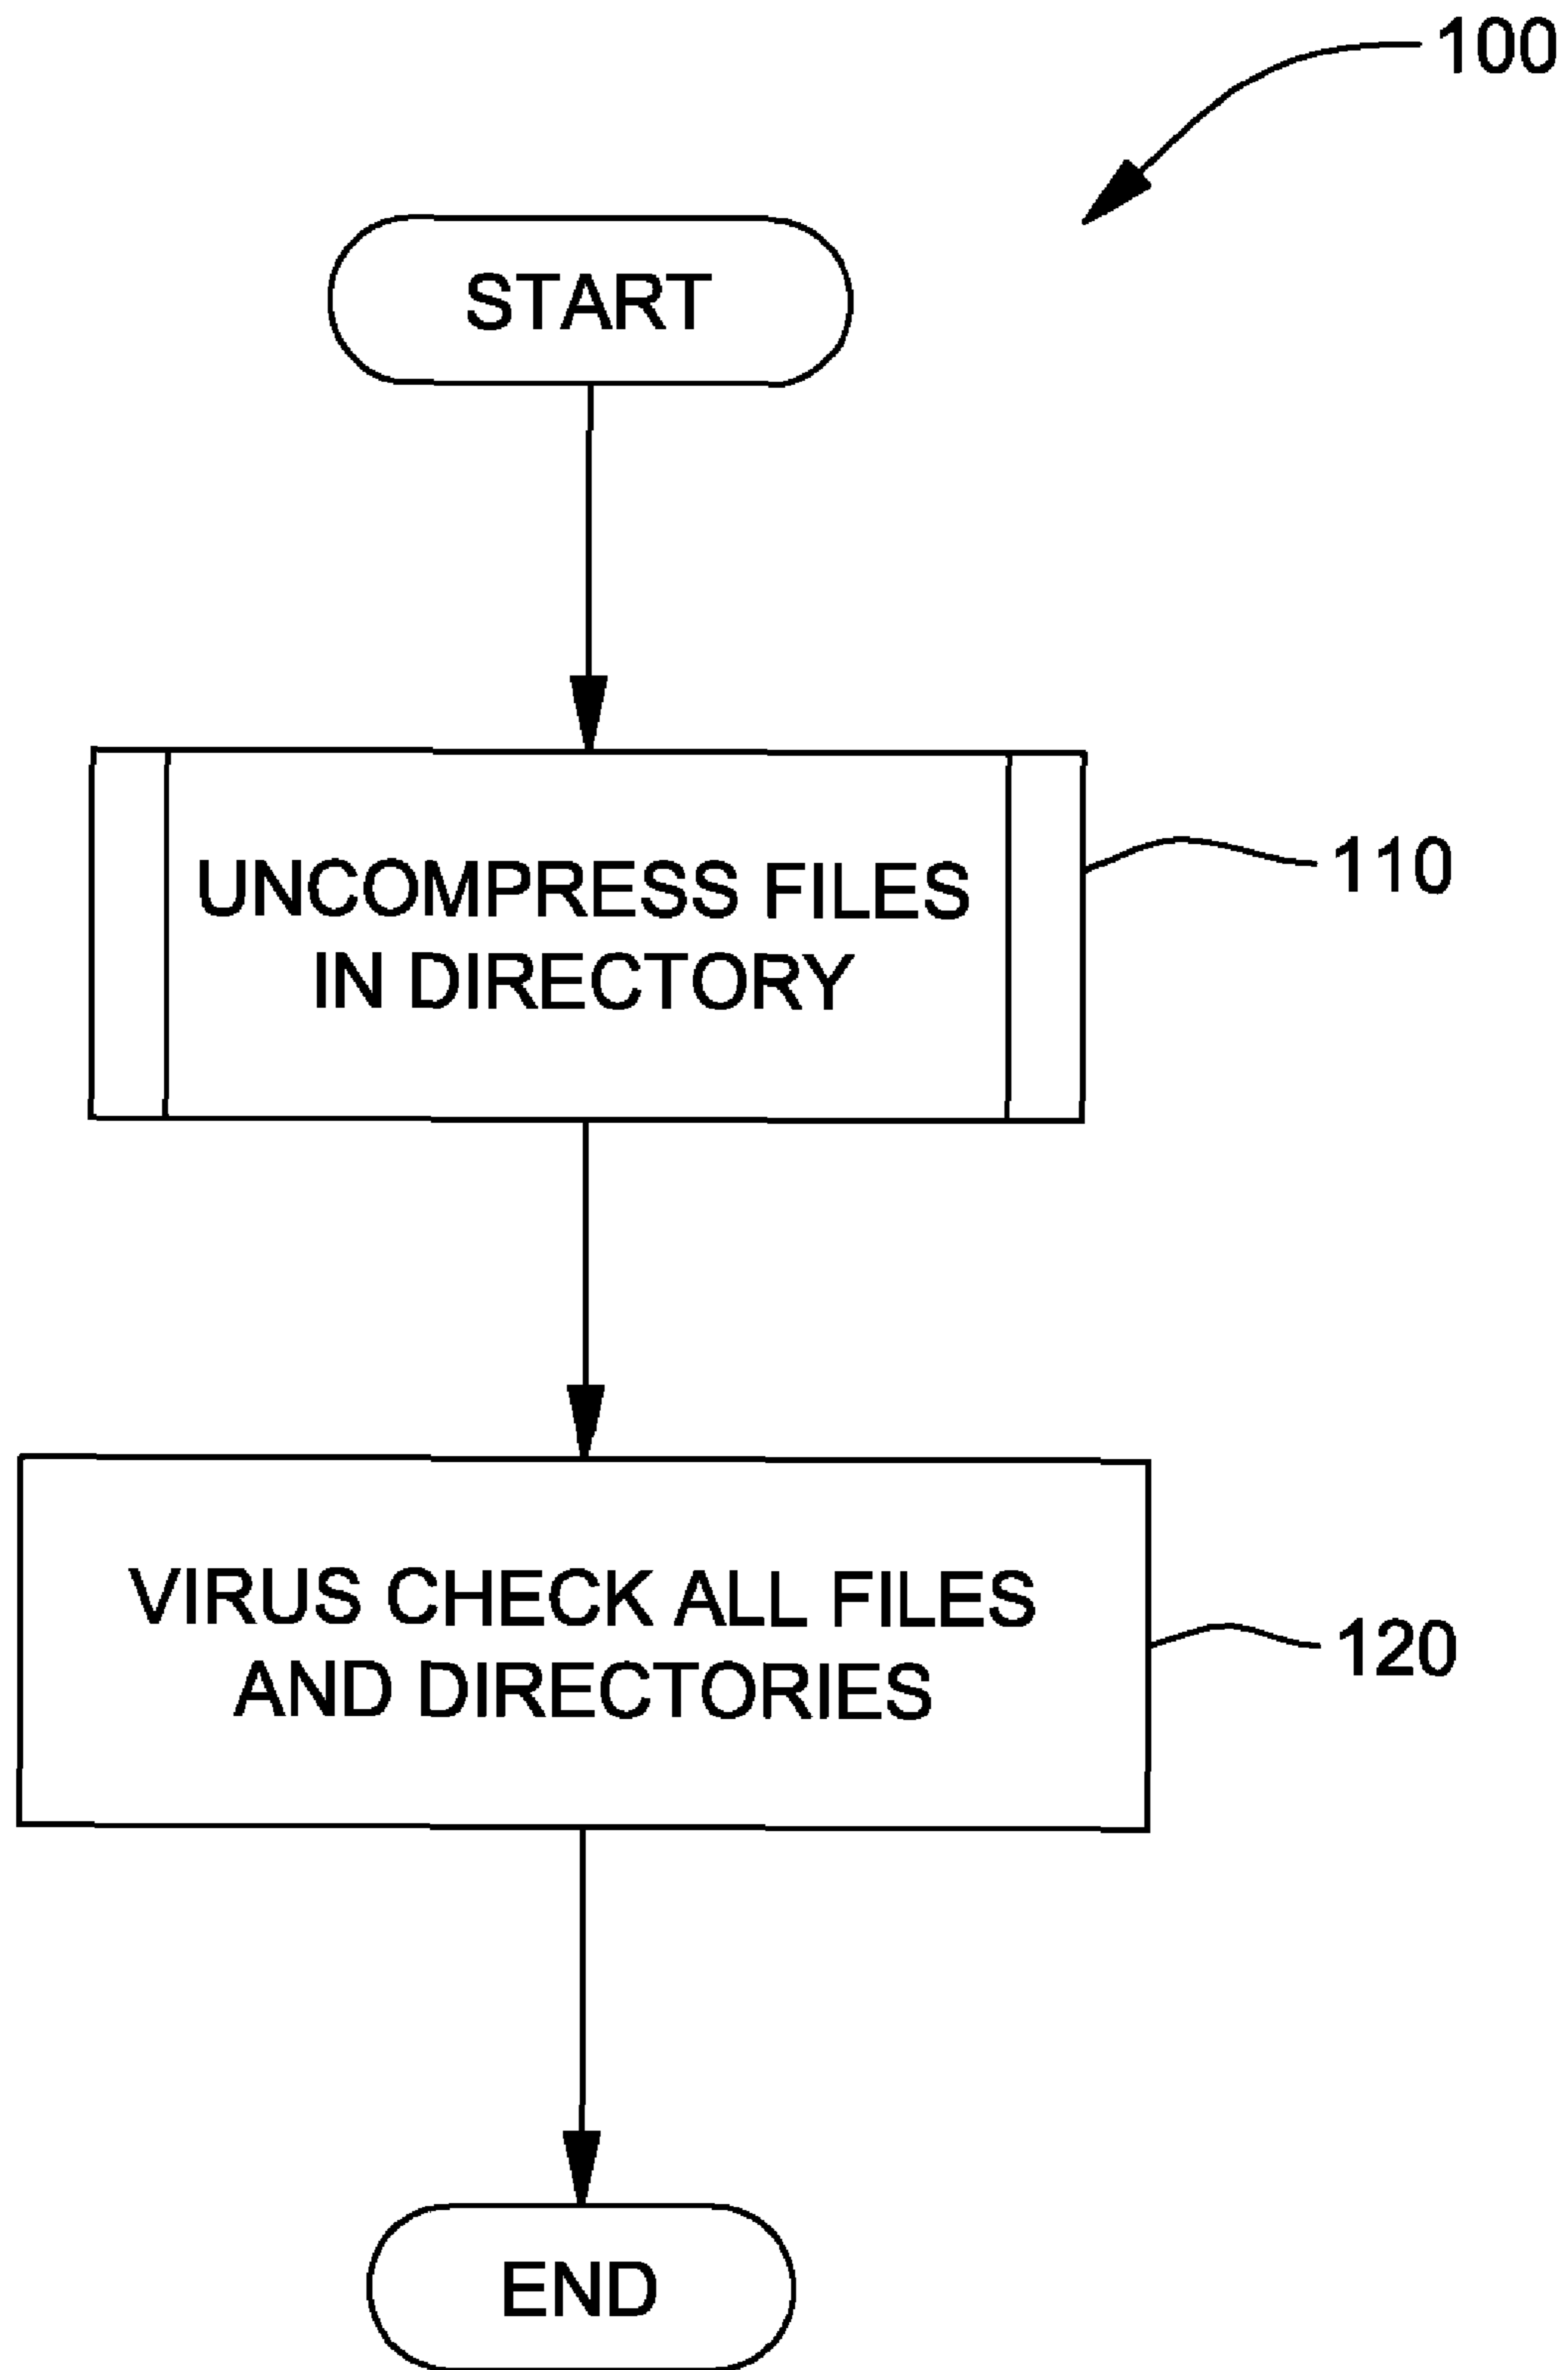 100
START
UNCOMPRESS FILES
IN DIRECTORY
110
VIRUS CHECK ALL FILES
AND DIRECTORIES
120
END